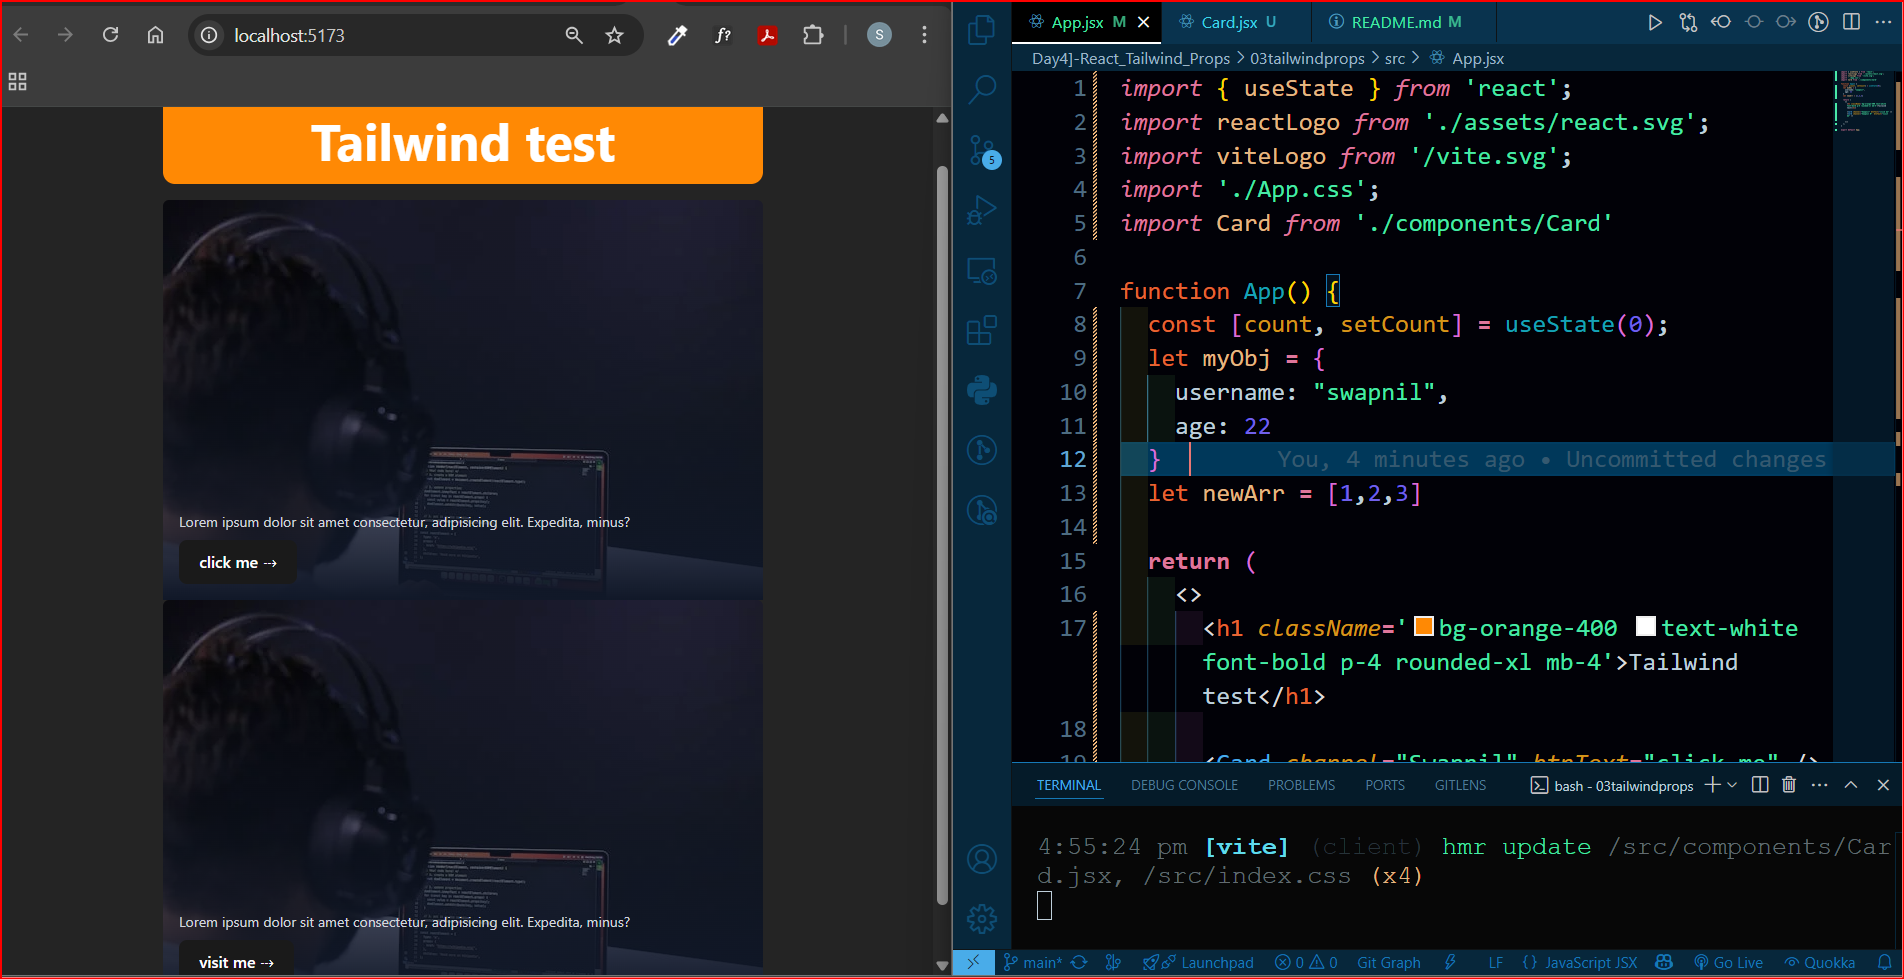 localhost:5173
f?
S
Tailwind test
Lorem ipsum dolor sit amet consectetur, adipisicing elit. Expedita, minus?
click me ⇢
Lorem ipsum dolor sit amet consectetur, adipisicing elit. Expedita, minus?
visit me ⇢
App.jsx M
Card.jsx U
README.md M
Day4]-React_Tailwind_Props > 03tailwindprops > src > App.jsx
5
1 import { useState } from 'react';
2 import reactLogo from './assets/react.svg';
3 import viteLogo from '/vite.svg';
4 import './App.css';
5 import Card from './components/Card'
6
7 function App() {
8 const [count, setCount] = useState(0);
9 let myObj = {
10 username: "swapnil",
11 age: 22
12 } You, 4 minutes ago • Uncommitted changes
13 let newArr = [1,2,3]
14
15 return (
16 <>
17 <h1 className='bg-orange-400 text-white
font-bold p-4 rounded-xl mb-4'>Tailwind
test</h1>
18
19 <Card channel="Swapnil" btnText="click me" />
TERMINAL DEBUG CONSOLE PROBLEMS PORTS GITLENS bash - 03tailwindprops
4:55:24 pm [vite] (client) hmr update /src/components/Car
d.jsx, /src/index.css (x4)
main* Launchpad 0 0 Git Graph LF {} JavaScript JSX Go Live Quokka